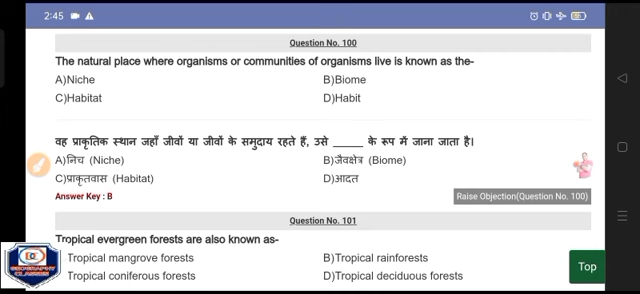 2:45
Question No. 100
The natural place where organisms or communities of organisms live is known as the-
A)Niche B)Biome
C)Habitat D)Habit
वह प्राकृतिक स्थान जहाँ जीवों या जीवों के समुदाय रहते हैं, उसे _____ के रूप में जाना जाता है।
A)निच (Niche) B)जैवक्षेत्र (Biome)
C)प्राकृतवास (Habitat) D)आदत
Answer Key : B Raise Objection(Question No. 100)
Question No. 101
Tropical evergreen forests are also known as-
Tropical mangrove forests B)Tropical rainforests
Tropical coniferous forests D)Tropical deciduous forests
Top
GEOGRAPHY
CLASSES